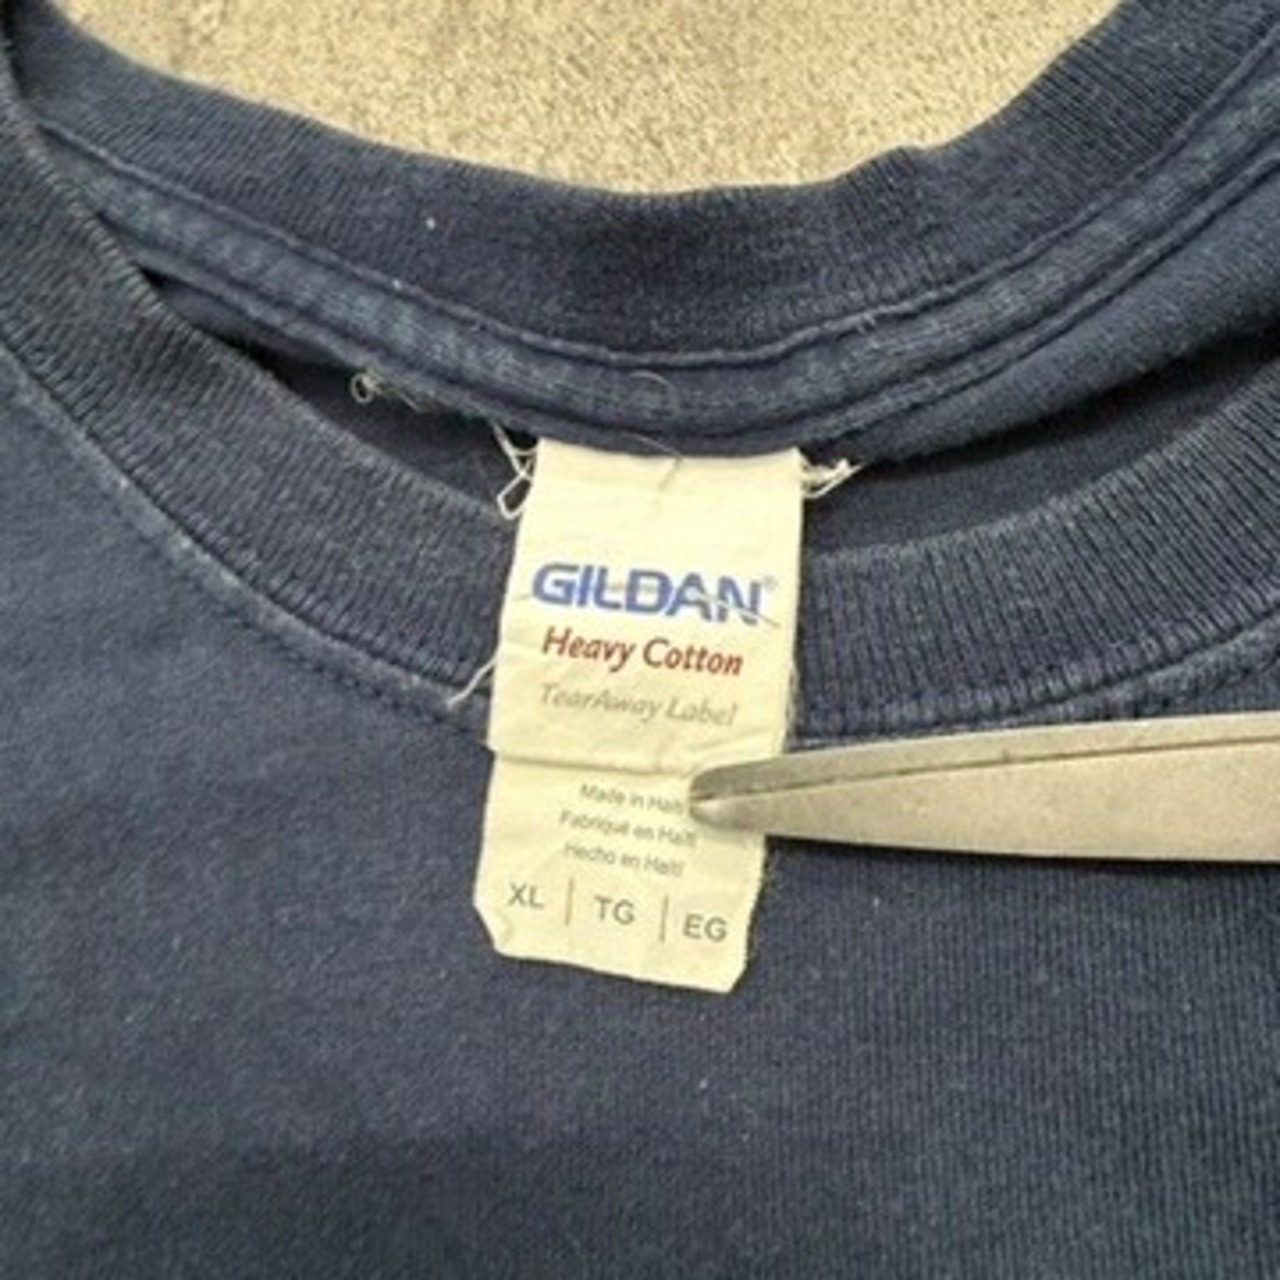 GILDAN®
Heavy Cotton
TearAway Label
Made in Haiti
Fabriqué en Haïti
Hecho en Haití
XL | TG | EG